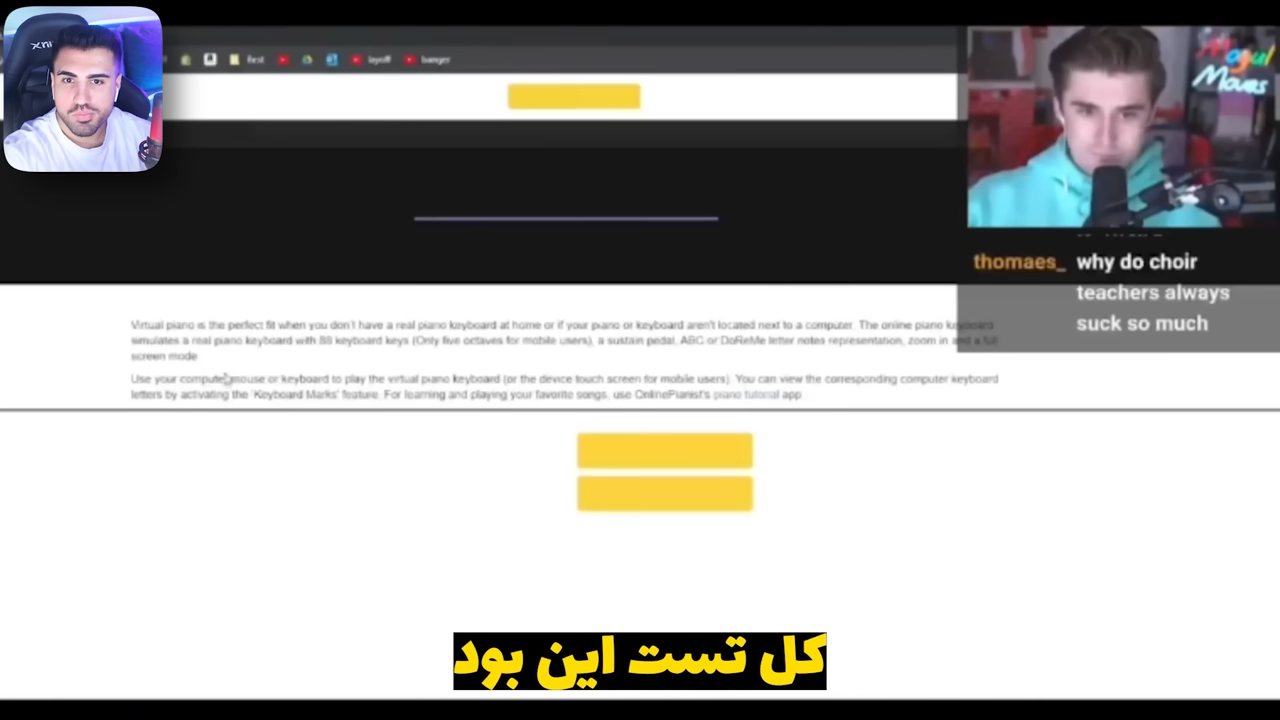 Best
layoff
banger
Mogul
Moves
thomaes_ why do choir
teachers always
suck so much
Virtual piano is the perfect fit when you don't have a real piano keyboard at home or if your piano or keyboard aren't located next to a computer. The online piano keyboard
simulates a real piano keyboard with 88 keyboard keys (Only five octaves for mobile users), a sustain pedal, ABC or DoReMe letter notes representation, zoom in and a full
screen mode
Use your computer mouse or keyboard to play the virtual piano keyboard (or the device touch screen for mobile users). You can view the corresponding computer keyboard
letters by activating the 'Keyboard Marks' feature. For learning and playing your favorite songs, use OnlinePianist's piano tutorial app
کل تست این بود